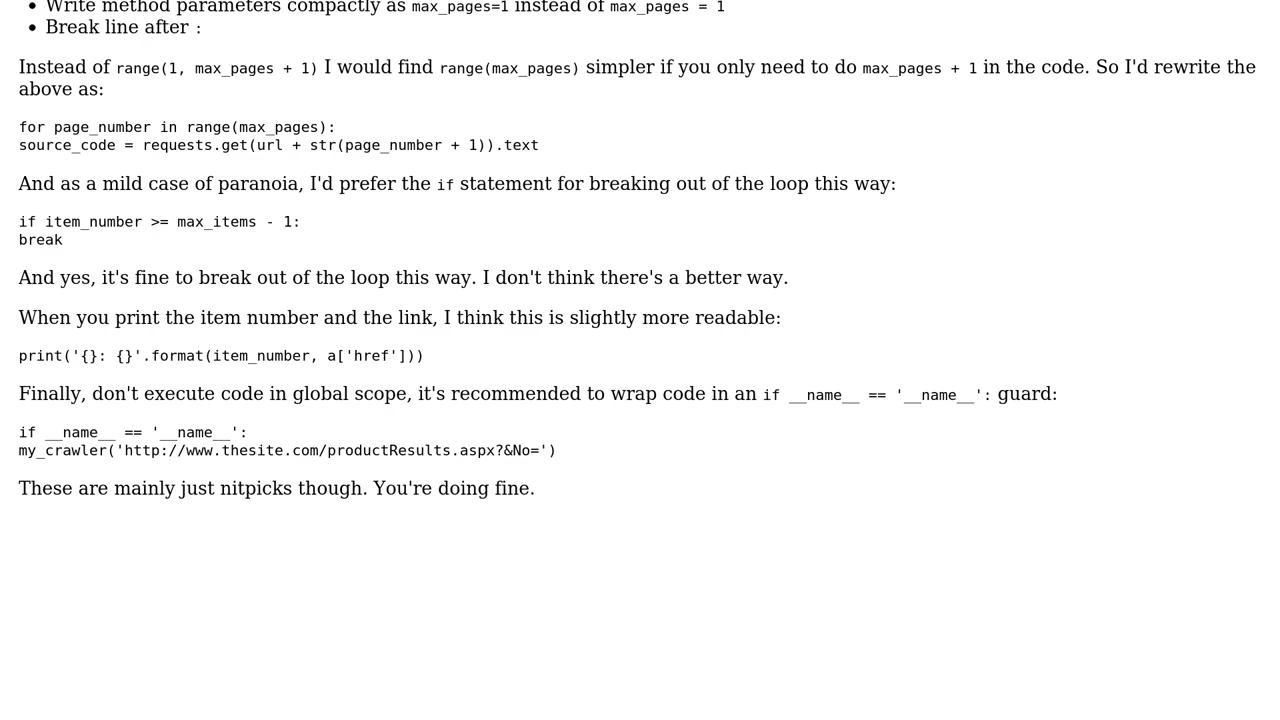 Write method parameters compactly as max_pages=1 instead of max_pages = 1
Break line after :
Instead of range(1, max_pages + 1) I would find range(max_pages) simpler if you only need to do max_pages + 1 in the code. So I'd rewrite the
above as:
for page_number in range(max_pages):
source_code = requests.get(url + str(page_number + 1)).text
And as a mild case of paranoia, I'd prefer the if statement for breaking out of the loop this way:
if item_number >= max_items - 1:
break
And yes, it's fine to break out of the loop this way. I don't think there's a better way.
When you print the item number and the link, I think this is slightly more readable:
print('{}: {}'.format(item_number, a['href']))
Finally, don't execute code in global scope, it's recommended to wrap code in an if __name__ == '__name__': guard:
if __name__ == '__name__':
my_crawler('http://www.thesite.com/productResults.aspx?&No=')
These are mainly just nitpicks though. You're doing fine.